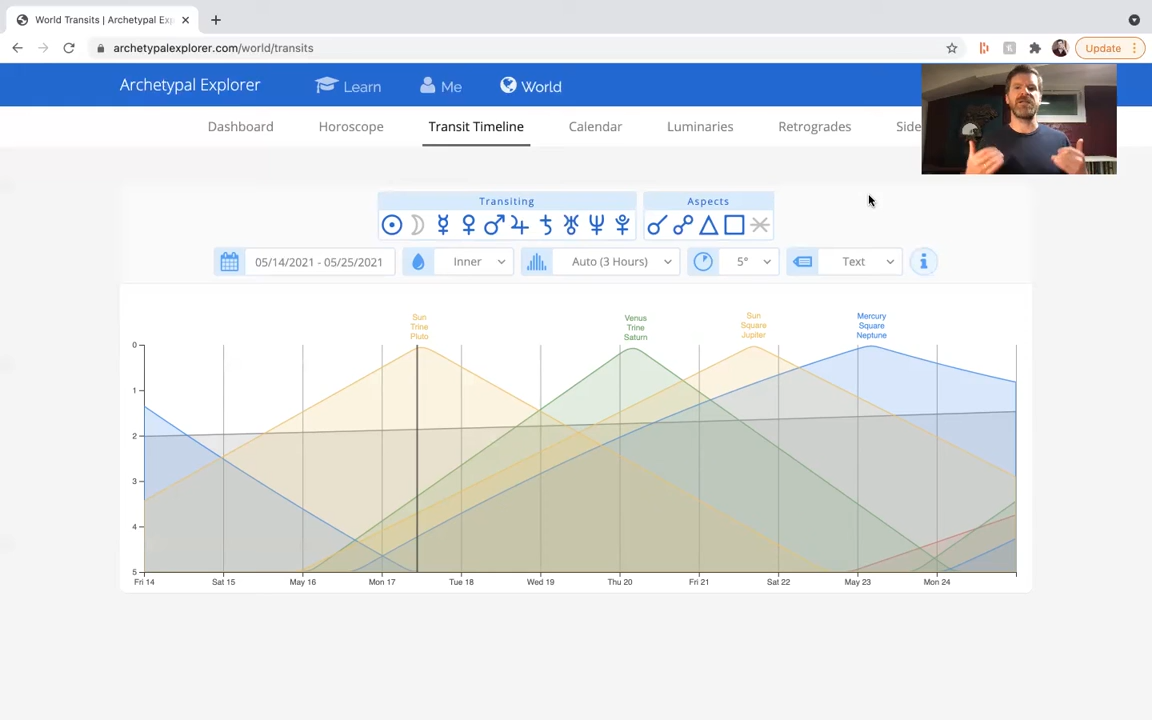 World Transits | Archetypal Exp
archetypalexplorer.com/world/transits
Update
Archetypal Explorer
Learn
Me
World
Dashboard
Horoscope
Transit Timeline
Calendar
Luminaries
Retrogrades
Side
Transiting
Aspects
05/14/2021 - 05/25/2021
Inner
Auto (3 Hours)
5°
Text
i
Sun
Trine
Pluto
Venus
Trine
Saturn
Sun
Square
Jupiter
Mercury
Square
Neptune
0
1
2
3
4
5
Fri 14
Sat 15
May 16
Mon 17
Tue 18
Wed 19
Thu 20
Fri 21
Sat 22
May 23
Mon 24